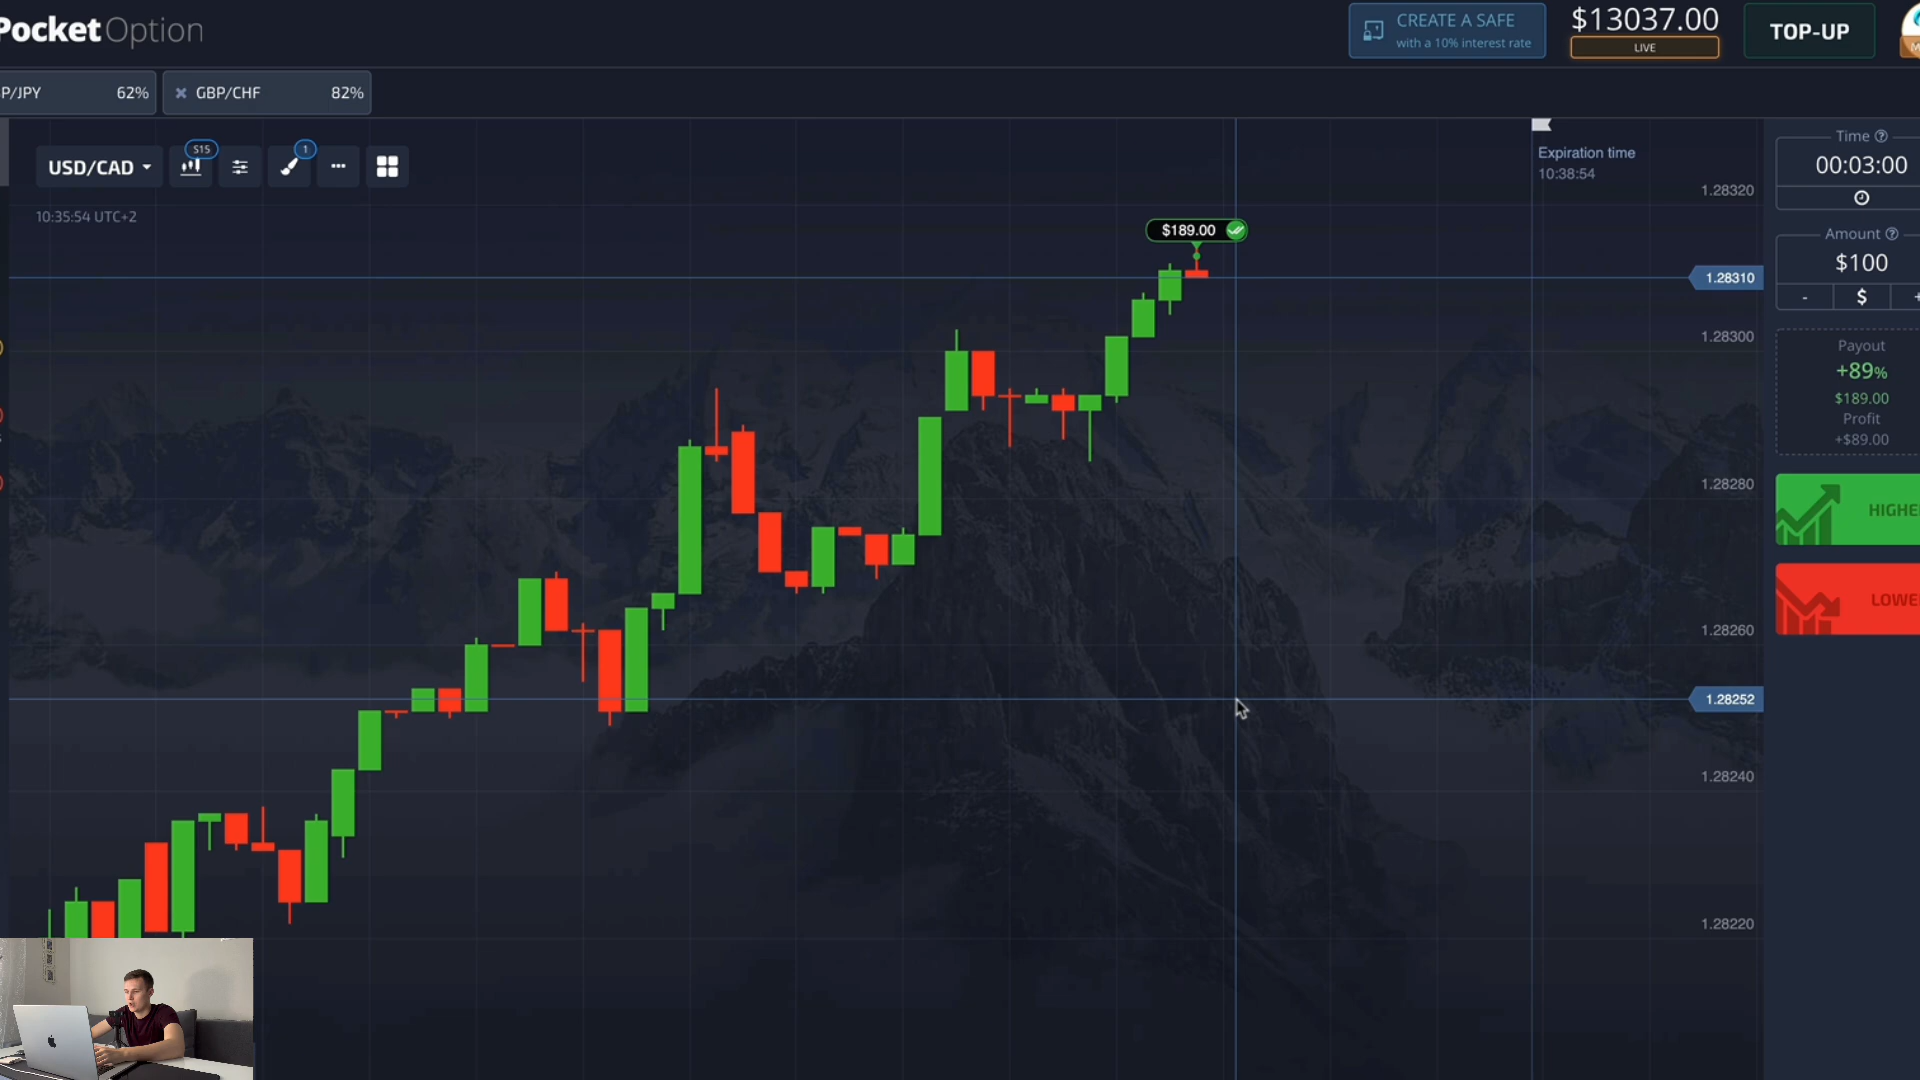 PocketOption
CREATE A SAFE
with a 10% interest rate
$13037.00
LIVE
TOP-UP
P/JPY 62%
GBP/CHF 82%
USD/CAD
S15
1
10:35:54 UTC+2
Expiration time
10:38:54
$189.00
1.28320
1.28310
1.28300
1.28280
1.28260
1.28252
1.28240
1.28220
Time
00:03:00
Amount
$100
- $ +
Payout
+89%
$189.00
Profit
+$89.00
HIGHE
LOWE